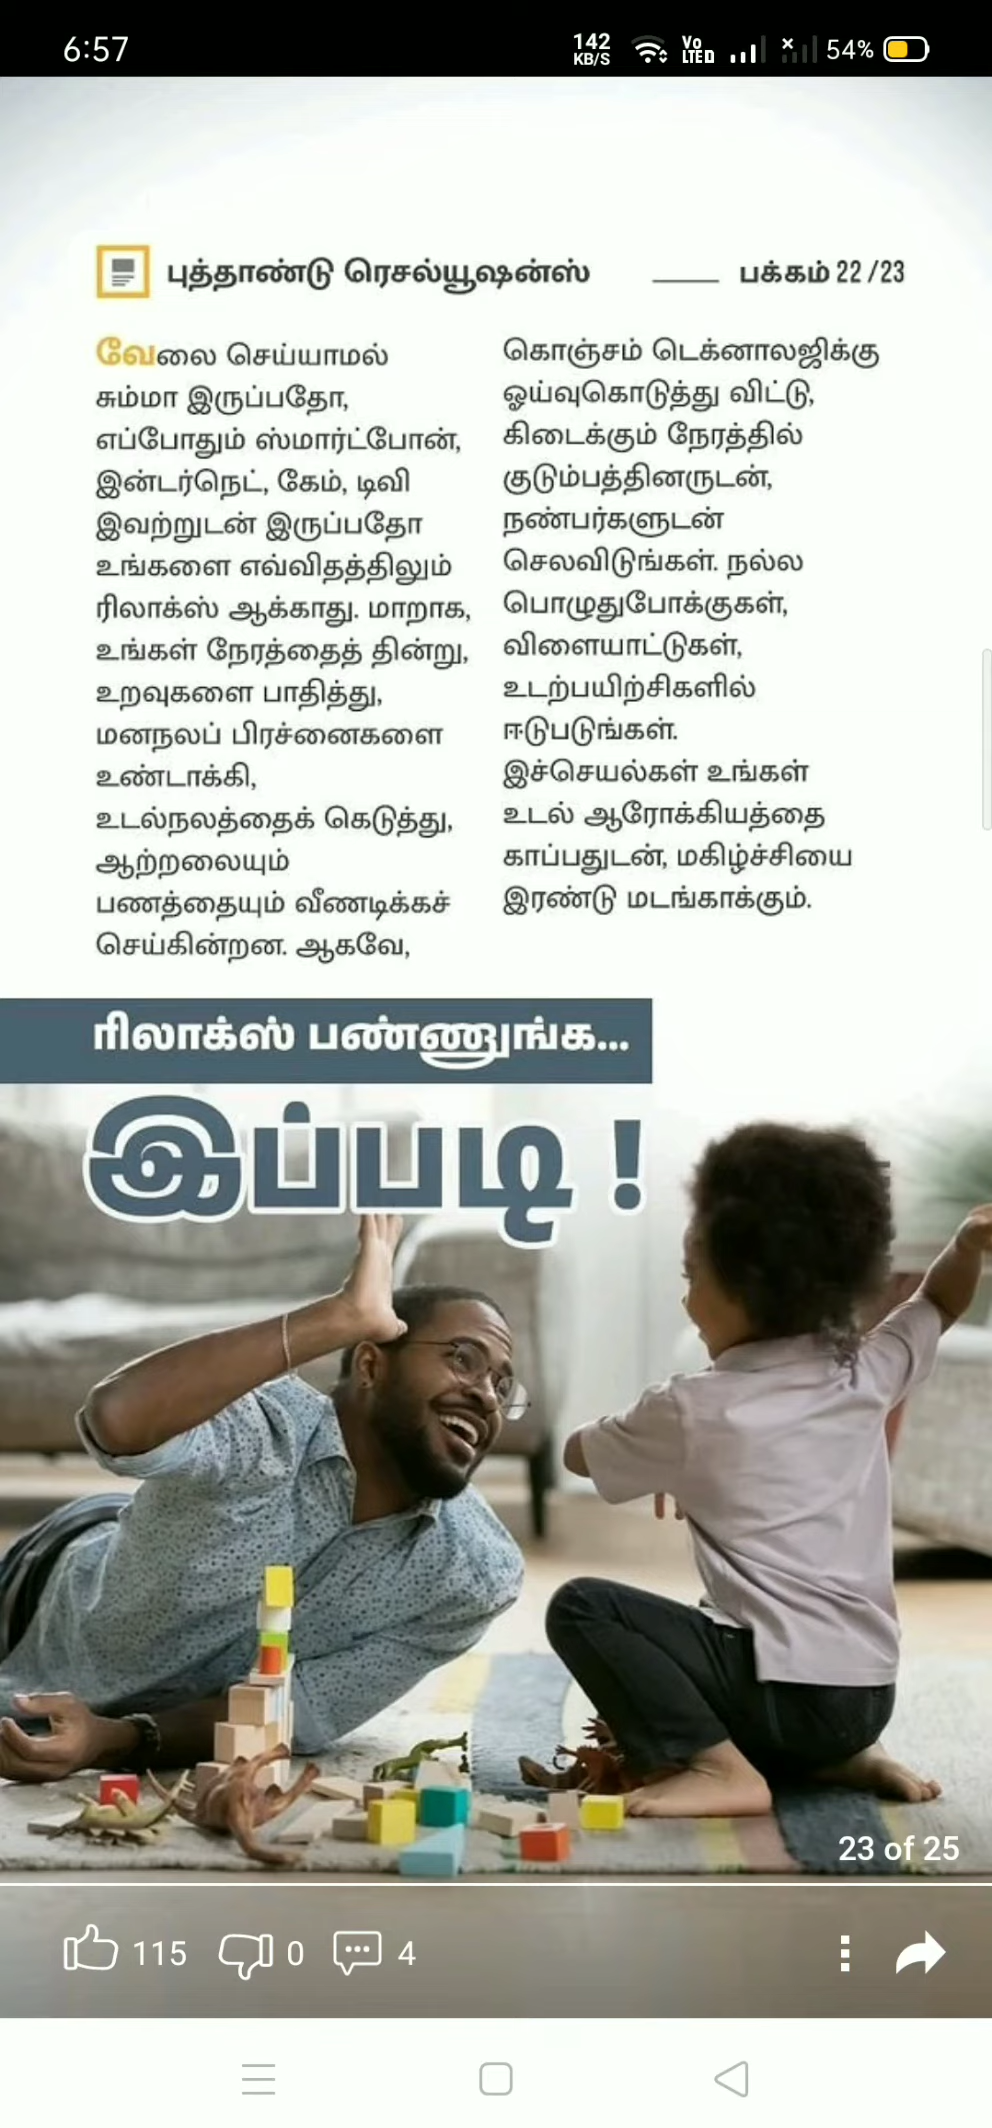 6:57
142
KB/S
Vo
LTED
54%
புத்தாண்டு ரெசல்யூஷன்ஸ்
பக்கம் 22 /23
வேலை செய்யாமல்
சும்மா இருப்பதோ,
எப்போதும் ஸ்மார்ட்போன்,
இன்டர்நெட், கேம், டிவி
இவற்றுடன் இருப்பதோ
உங்களை எவ்விதத்திலும்
ரிலாக்ஸ் ஆக்காது. மாறாக,
உங்கள் நேரத்தைத் தின்று,
உறவுகளை பாதித்து,
மனநலப் பிரச்னைகளை
உண்டாக்கி,
உடல்நலத்தைக் கெடுத்து,
ஆற்றலையும்
பணத்தையும் வீணடிக்கச்
செய்கின்றன. ஆகவே,
கொஞ்சம் டெக்னாலஜிக்கு
ஓய்வுகொடுத்து விட்டு,
கிடைக்கும் நேரத்தில்
குடும்பத்தினருடன்,
நண்பர்களுடன்
செலவிடுங்கள். நல்ல
பொழுதுபோக்குகள்,
விளையாட்டுகள்,
உடற்பயிற்சிகளில்
ஈடுபடுங்கள்.
இச்செயல்கள் உங்கள்
உடல் ஆரோக்கியத்தை
காப்பதுடன், மகிழ்ச்சியை
இரண்டு மடங்காக்கும்.
ரிலாக்ஸ் பண்ணுங்க...
இப்படி !
23 of 25
115
0
4